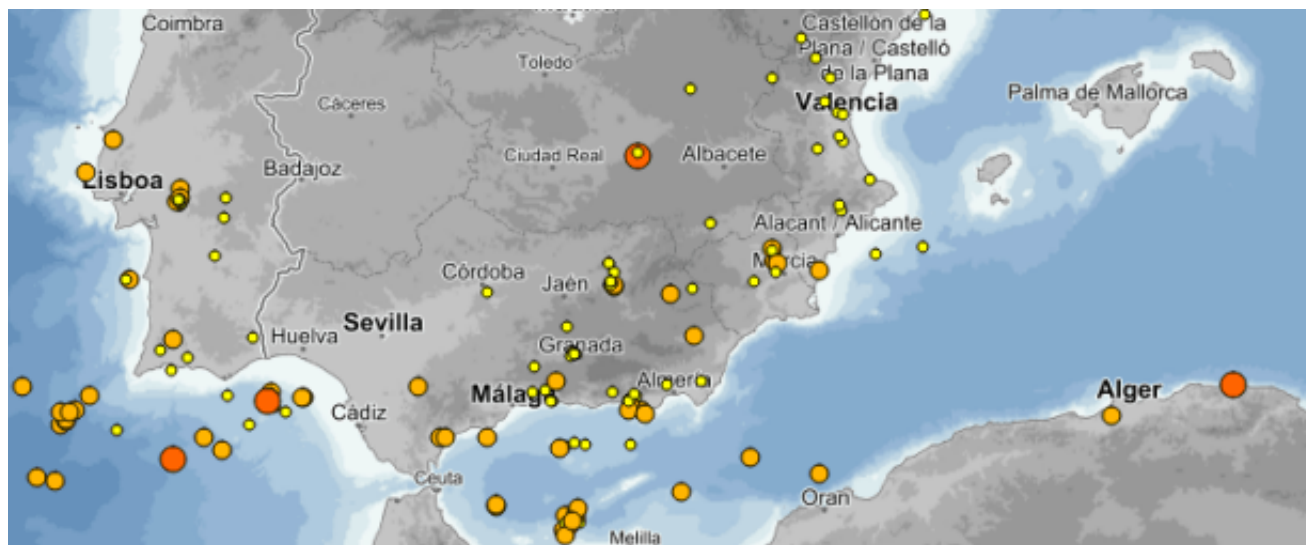 Coimbra
Castellón de la
Plana / Castelló
de la Plana
Toledo
Cáceres
Valencia
Palma de Mallorca
Ciudad Real
Albacete
Badajoz
Lisboa
Alacant / Alicante
Murcia
Córdoba
Jaén
Huelva
Sevilla
Granada
Almería
Málaga
Alger
Cádiz
Ceuta
Oran
Melilla